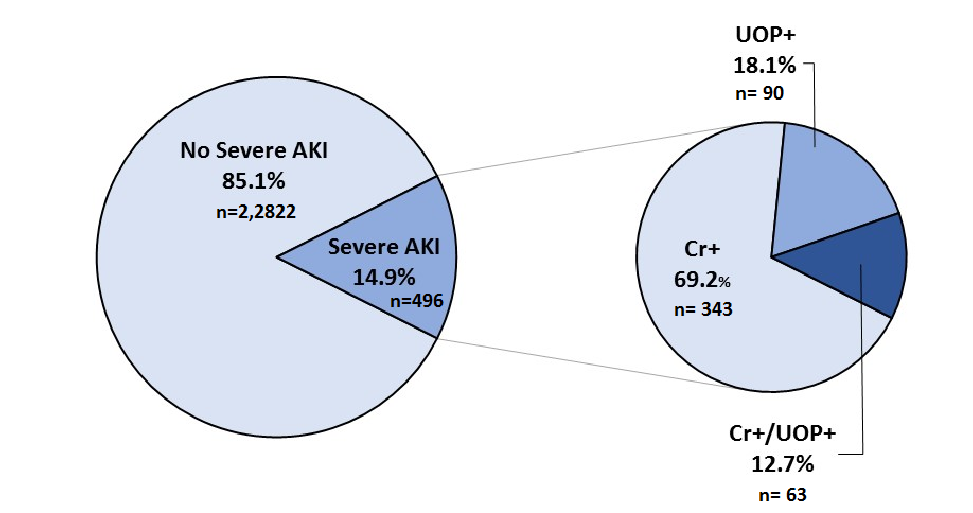 No Severe AKI
85.1%
n=2,2822
Severe AKI
14.9%
n=496
UOP+
18.1%
n= 90
Cr+
69.2%
n= 343
Cr+/UOP+
12.7%
n= 63